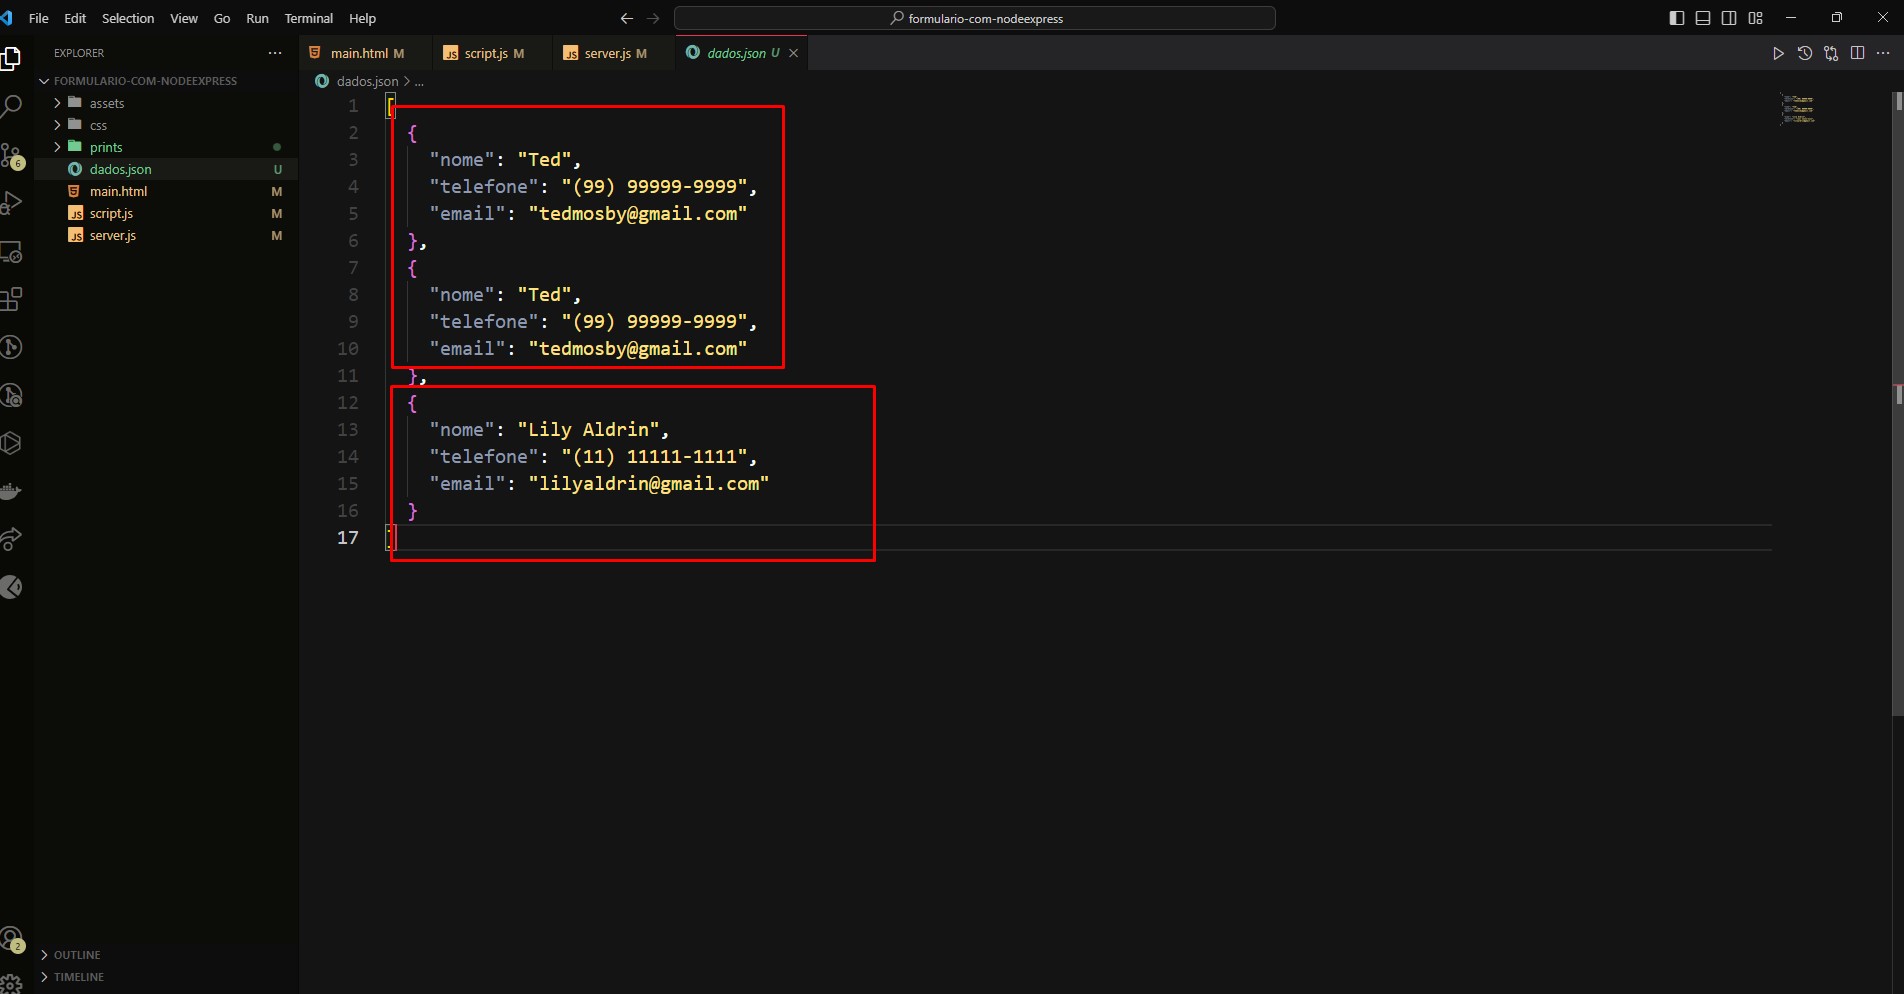 File Edit Selection View Go Run Terminal Help
formulario-com-nodeexpress
EXPLORER
FORMULARIO-COM-NODEEXPRESS
assets
css
prints
dados.json U
main.html M
script.js M
server.js M
OUTLINE
TIMELINE
6
2
main.html M script.js M server.js M dados.json U
dados.json > ...
1 [
2 {
3 "nome": "Ted",
4 "telefone": "(99) 99999-9999",
5 "email": "tedmosby@gmail.com"
6 },
7 {
8 "nome": "Ted",
9 "telefone": "(99) 99999-9999",
10 "email": "tedmosby@gmail.com"
11 },
12 {
13 "nome": "Lily Aldrin",
14 "telefone": "(11) 11111-1111",
15 "email": "lilyaldrin@gmail.com"
16 }
17 ]